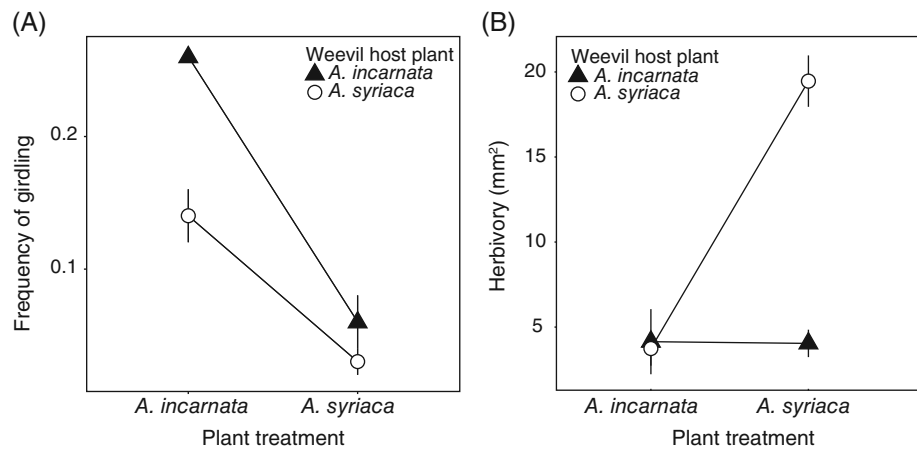 (A)
Weevil host plant
A. incarnata
A. syriaca
0.2
0.1
Frequency of girdling
A. incarnata
A. syriaca
Plant treatment
(B)
Weevil host plant
A. incarnata
A. syriaca
20
15
10
5
Herbivory (mm²)
A. incarnata
A. syriaca
Plant treatment